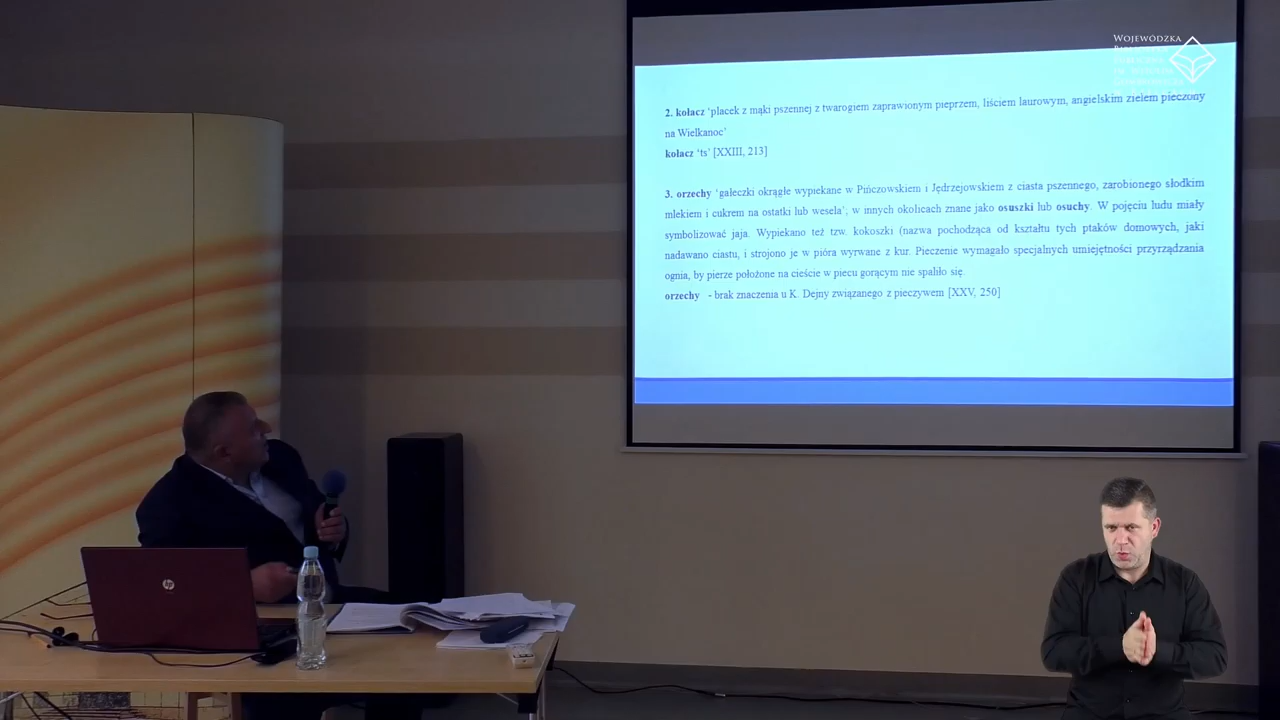 WOJEWÓDZKA
2. kołacz ‘placek z mąki pszennej z twarogiem zaprawionym pieprzem, liściem laurowym, angielskim zielem pieczony
na Wielkanoc’
kołacz ‘ts’ [XXIII, 213]
3. orzechy ‘gałeczki okrągłe wypiekane w Pińczowskiem i Jędrzejowskiem z ciasta pszennego, zarobionego słodkim
mlekiem i cukrem na ostatki lub wesela’; w innych okolicach znane jako osuszki lub osuchy. W pojęciu ludu miały
symbolizować jaja. Wypiekano też tzw. kokoszki (nazwa pochodząca od kształtu tych ptaków domowych, jaki
nadawano ciastu, i strojono je w pióra wyrwane z kur. Pieczenie wymagało specjalnych umiejętności przyrządzania
ognia, by pierze położone na cieście w piecu gorącym nie spaliło się.
orzechy - brak znaczenia u K. Dejny związanego z pieczywem [XXV, 250]
hp